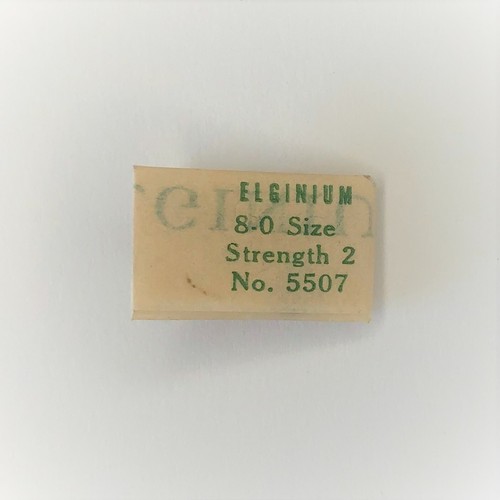 ELGINIUM
8-0 Size
Strength 2
No. 5507